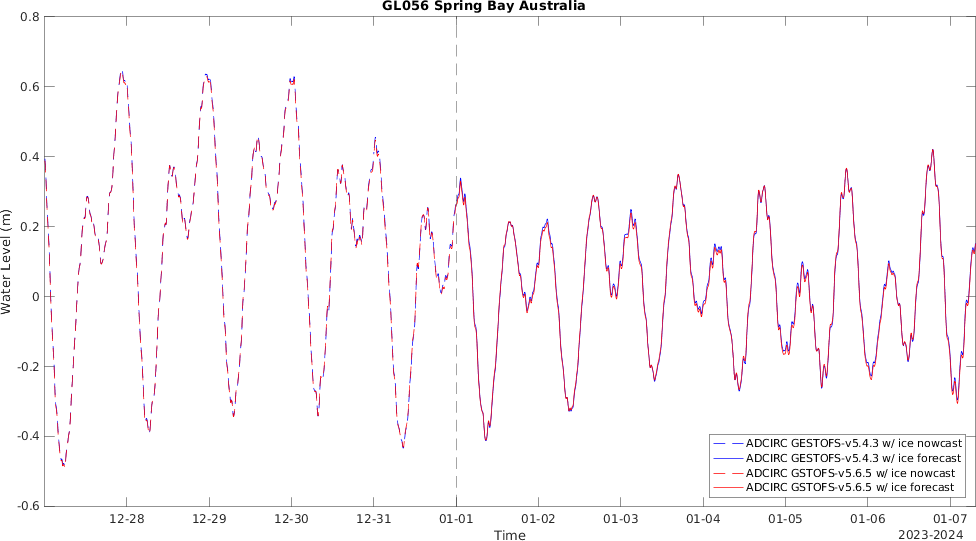 GL056 Spring Bay Australia
Water Level (m)
0.8
0.6
0.4
0.2
0
-0.2
-0.4
-0.6
ADCIRC GESTOFS-v5.4.3 w/ ice nowcast
ADCIRC GESTOFS-v5.4.3 w/ ice forecast
ADCIRC GSTOFS-v5.6.5 w/ ice nowcast
ADCIRC GSTOFS-v5.6.5 w/ ice forecast
12-28 12-29 12-30 12-31 01-01 01-02 01-03 01-04 01-05 01-06 01-07
Time
2023-2024